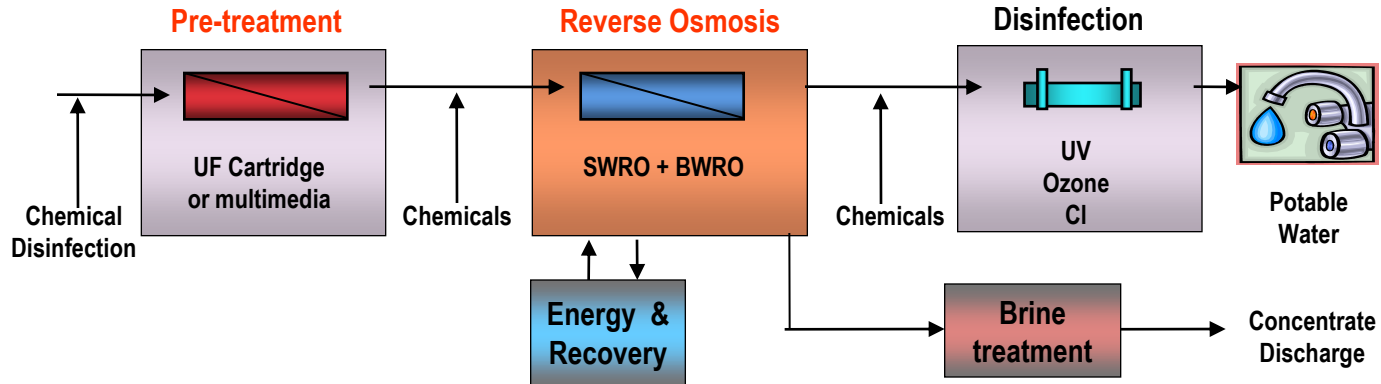 Pre-treatment
Reverse Osmosis
Disinfection
UF Cartridge
or multimedia
SWRO + BWRO
UV
Ozone
Cl
Chemical
Disinfection
Chemicals
Chemicals
Potable
Water
Energy &
Recovery
Brine
treatment
Concentrate
Discharge